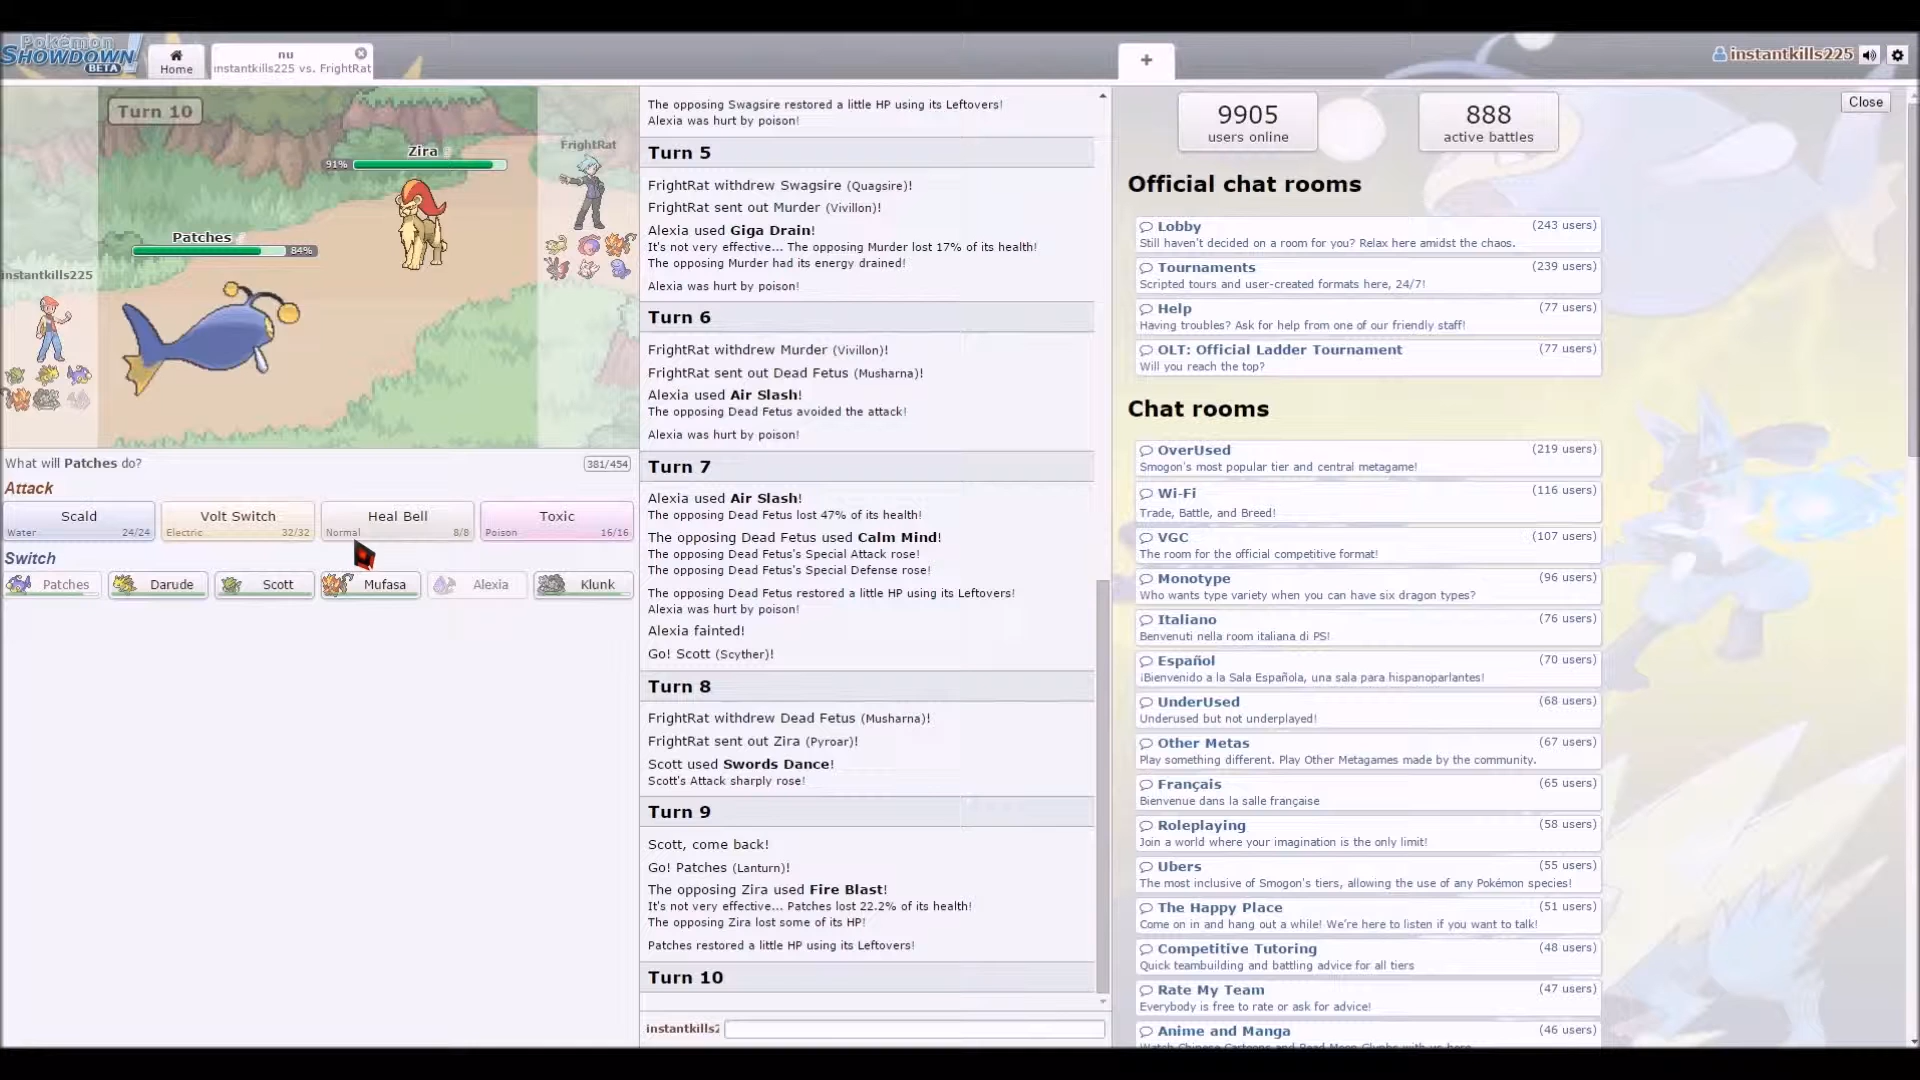 Pokémon
SHOWDOWN!
BETA
Home
nu
instantkills225 vs. FrightRat
+
instantkills225
Turn 10
Zira
91%
FrightRat
Patches
84%
instantkills225
What will Patches do?
381/454
Attack
Scald
Water 24/24
Volt Switch
Electric 32/32
Heal Bell
Normal 8/8
Toxic
Poison 16/16
Switch
Patches
Darude
Scott
Mufasa
Alexia
Klunk
The opposing Swagsire restored a little HP using its Leftovers!
Alexia was hurt by poison!
Turn 5
FrightRat withdrew Swagsire (Quagsire)!
FrightRat sent out Murder (Vivillon)!
Alexia used Giga Drain!
It's not very effective... The opposing Murder lost 17% of its health!
The opposing Murder had its energy drained!
Alexia was hurt by poison!
Turn 6
FrightRat withdrew Murder (Vivillon)!
FrightRat sent out Dead Fetus (Musharna)!
Alexia used Air Slash!
The opposing Dead Fetus avoided the attack!
Alexia was hurt by poison!
Turn 7
Alexia used Air Slash!
The opposing Dead Fetus lost 47% of its health!
The opposing Dead Fetus used Calm Mind!
The opposing Dead Fetus's Special Attack rose!
The opposing Dead Fetus's Special Defense rose!
The opposing Dead Fetus restored a little HP using its Leftovers!
Alexia was hurt by poison!
Alexia fainted!
Go! Scott (Scyther)!
Turn 8
FrightRat withdrew Dead Fetus (Musharna)!
FrightRat sent out Zira (Pyroar)!
Scott used Swords Dance!
Scott's Attack sharply rose!
Turn 9
Scott, come back!
Go! Patches (Lanturn)!
The opposing Zira used Fire Blast!
It's not very effective... Patches lost 22.2% of its health!
The opposing Zira lost some of its HP!
Patches restored a little HP using its Leftovers!
Turn 10
instantkills2
Close
9905
users online
888
active battles
Official chat rooms
Lobby (243 users)
Still haven't decided on a room for you? Relax here amidst the chaos.
Tournaments (239 users)
Scripted tours and user-created formats here, 24/7!
Help (77 users)
Having troubles? Ask for help from one of our friendly staff!
OLT: Official Ladder Tournament (77 users)
Will you reach the top?
Chat rooms
OverUsed (219 users)
Smogon's most popular tier and central metagame!
Wi-Fi (116 users)
Trade, Battle, and Breed!
VGC (107 users)
The room for the official competitive format!
Monotype (96 users)
Who wants type variety when you can have six dragon types?
Italiano (76 users)
Benvenuti nella room italiana di PS!
Español (70 users)
¡Bienvenido a la Sala Española, una sala para hispanoparlantes!
UnderUsed (68 users)
Underused but not underplayed!
Other Metas (67 users)
Play something different. Play Other Metagames made by the community.
Français (65 users)
Bienvenue dans la salle française
Roleplaying (58 users)
Join a world where your imagination is the only limit!
Ubers (55 users)
The most inclusive of Smogon's tiers, allowing the use of any Pokémon species!
The Happy Place (51 users)
Come on in and hang out a while! We're here to listen if you want to talk!
Competitive Tutoring (48 users)
Quick teambuilding and battling advice for all tiers
Rate My Team (47 users)
Everybody is free to rate or ask for advice!
Anime and Manga (46 users)